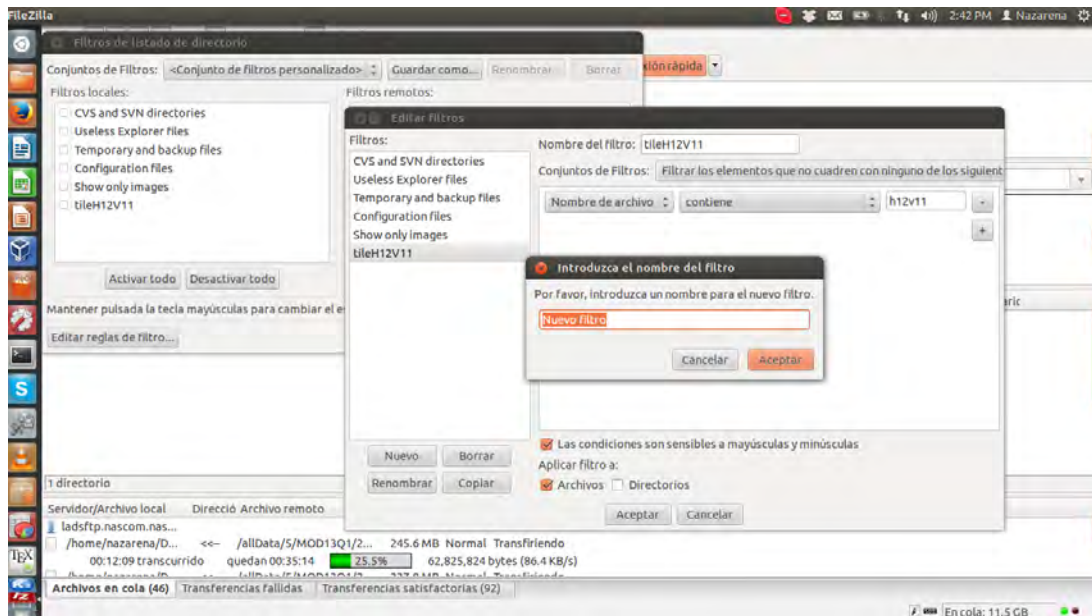 FileZilla
2:42 PM Nazarena
Filtros de listado de directorio
Conjuntos de Filtros: <Conjunto de filtros personalizado> Guardar como... Renombrar Borrar
Filtros locales: Filtros remotos:
CVS and SVN directories
Useless Explorer files
Temporary and backup files
Configuration files
Show only images
tileH12V11
Activar todo Desactivar todo
Mantener pulsada la tecla mayúsculas para cambiar el e
Editar reglas de filtro...
ión rápida
Editar filtros
Filtros:
CVS and SVN directories
Useless Explorer files
Temporary and backup files
Configuration files
Show only images
tileH12V11
Nuevo Borrar
Renombrar Copiar
Nombre del filtro: tileH12V11
Conjuntos de Filtros: Filtrar los elementos que no cuadren con ninguno de los siguient
Nombre de archivo contiene h12v11 -
+
Introduzca el nombre del filtro
Por favor, introduzca un nombre para el nuevo filtro.
Nuevo filtro
Cancelar Aceptar
Las condiciones son sensibles a mayúsculas y minúsculas
Aplicar filtro a:
Archivos Directorios
Aceptar Cancelar
aric
1 directorio
Servidor/Archivo local Direcció Archivo remoto
ladsftp.nascom.nas...
/home/nazarena/D... <<-- /allData/5/MOD13Q1/2... 245.6 MB Normal Transfiriendo
00:12:09 transcurrido quedan 00:35:14 25.5% 62,825,824 bytes (86.4 KB/s)
Archivos en cola (46) Transferencias fallidas Transferencias satisfactorias (92)
En cola: 11.5 GB